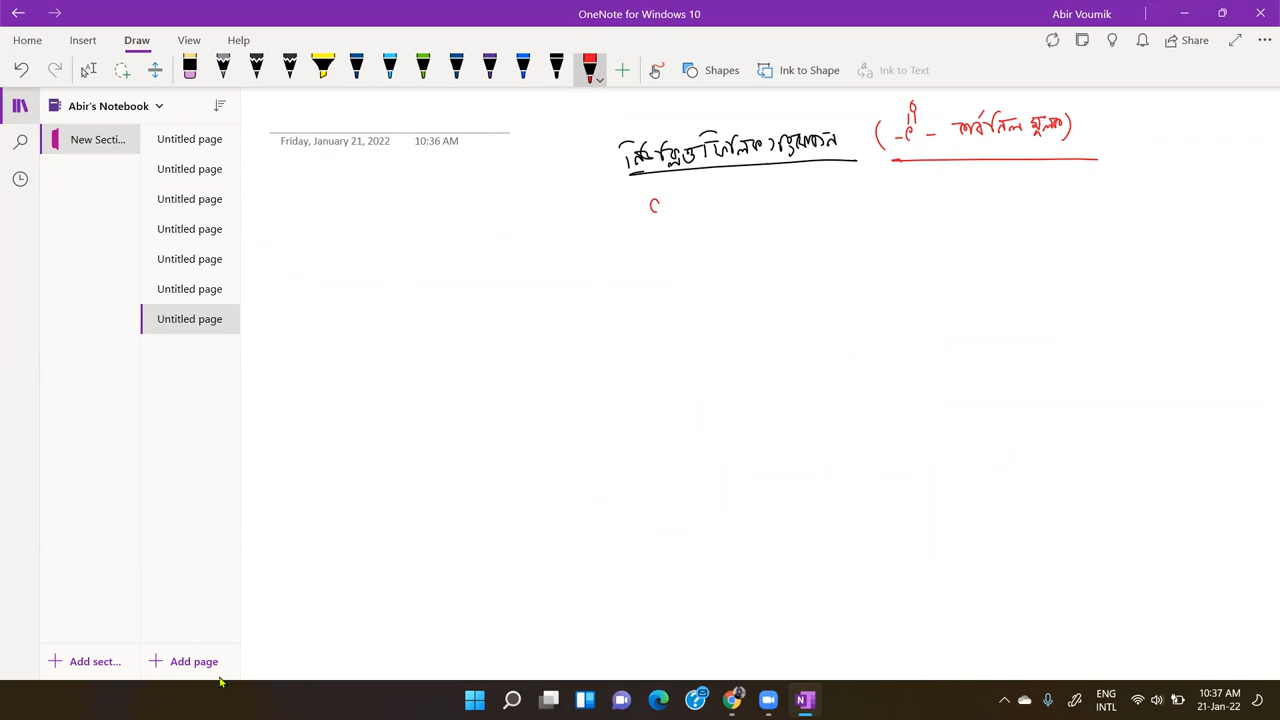 OneNote for Windows 10
Abir Voumik
Home Insert Draw View Help
Share
Shapes Ink to Shape Ink to Text
Abir's Notebook
New Secti...
Untitled page
Untitled page
Untitled page
Untitled page
Untitled page
Untitled page
Untitled page
Friday, January 21, 2022 10:36 AM
O
(-C- কার্বনিল মূলক)
C
Add sect... Add page
ENG
INTL
10:37 AM
21-Jan-22